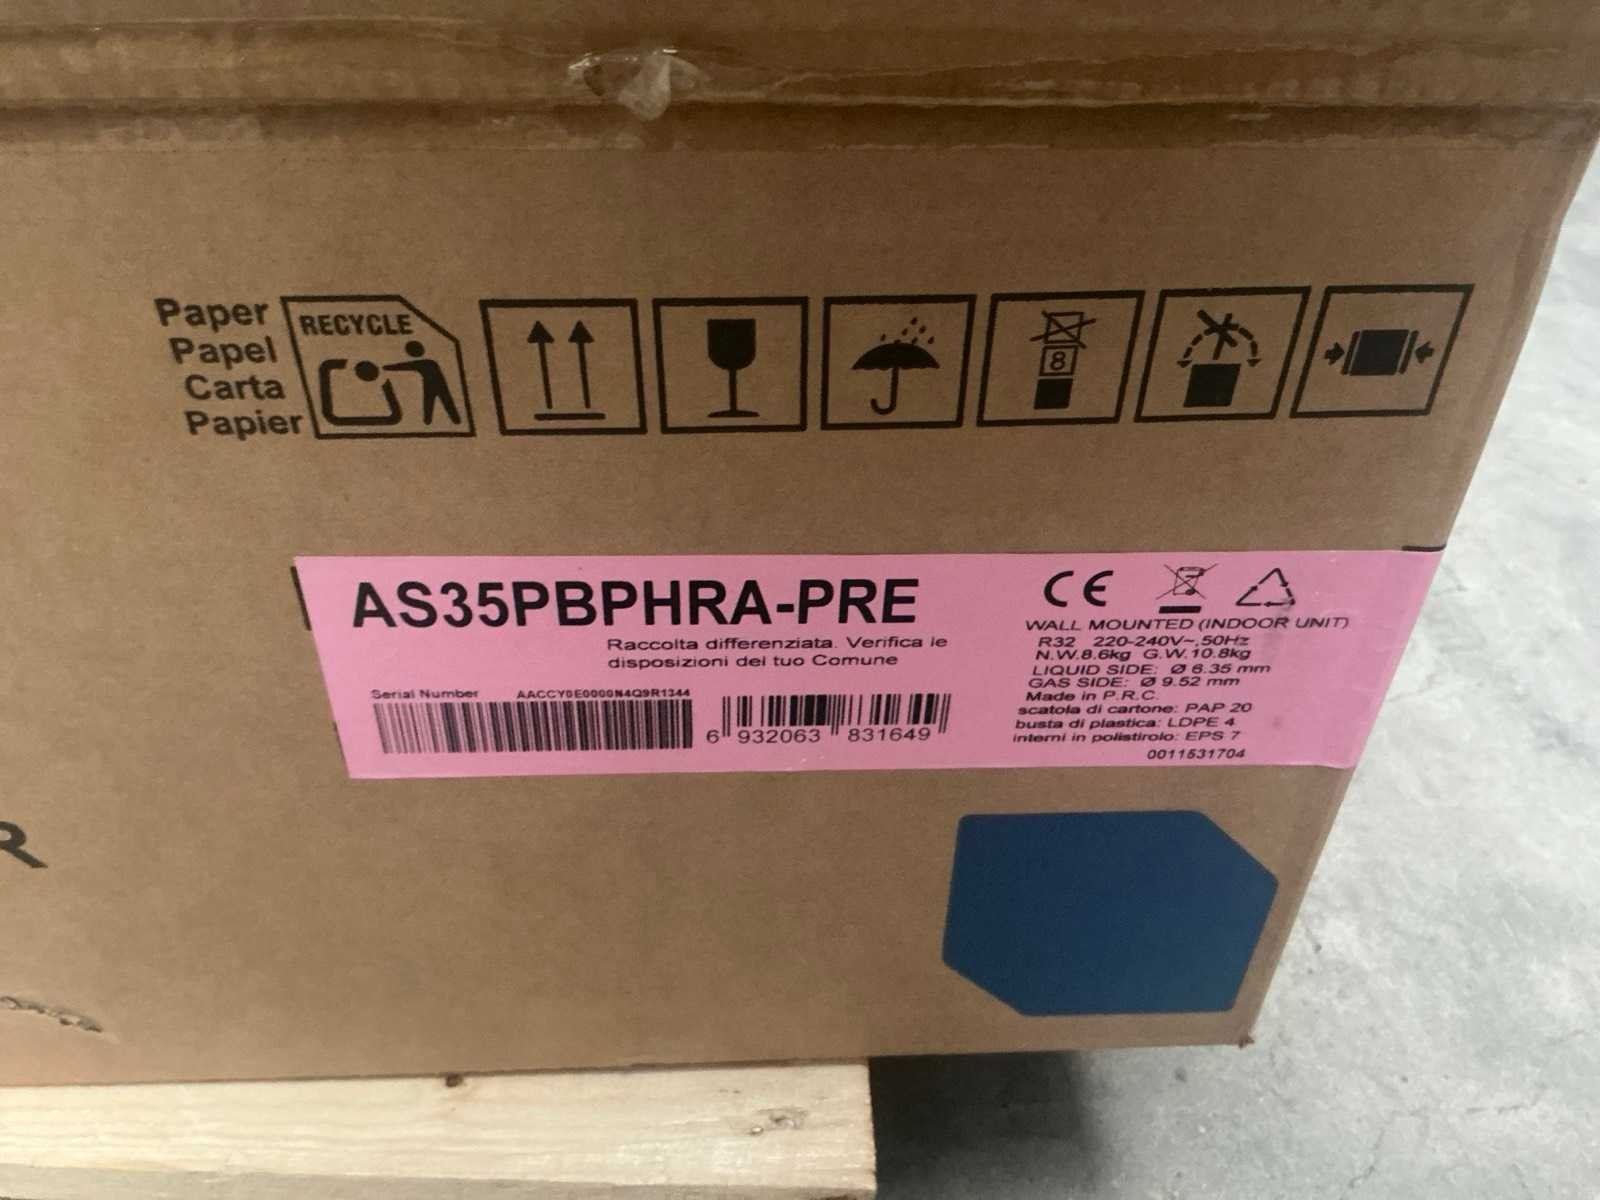 Paper
Papel
Carta
Papier
RECYCLE
8
AS35PBPHRA-PRE
Raccolta differenziata. Verifica le
disposizioni del tuo Comune
Serial Number AACCY0E0000N4Q9R1344
6 932063 831649
CE
WALL MOUNTED (INDOOR UNIT)
R32 220-240V~,50Hz
N.W.8.6kg G.W.10.8kg
LIQUID SIDE: Ø 6.35 mm
GAS SIDE: Ø 9.52 mm
Made in P.R.C.
scatola di cartone: PAP 20
busta di plastica: LDPE 4
interni in polistirolo: EPS 7
0011531704
R